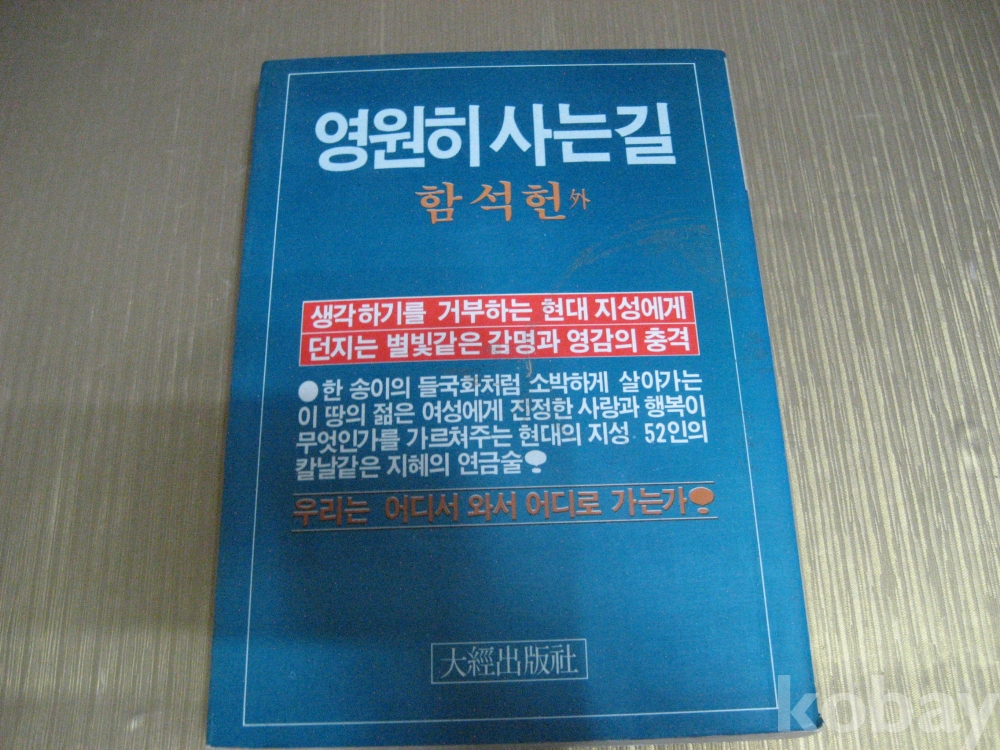 영원히 사는길
함석헌 外
생각하기를 거부하는 현대 지성에게
던지는 별빛같은 감명과 영감의 충격
●한 송이의 들국화처럼 소박하게 살아가는
이 땅의 젊은 여성에게 진정한 사랑과 행복이
무엇인가를 가르쳐주는 현대의 지성 52인의
칼날같은 지혜의 연금술!
우리는 어디서 와서 어디로 가는가!
大經出版社
kobay